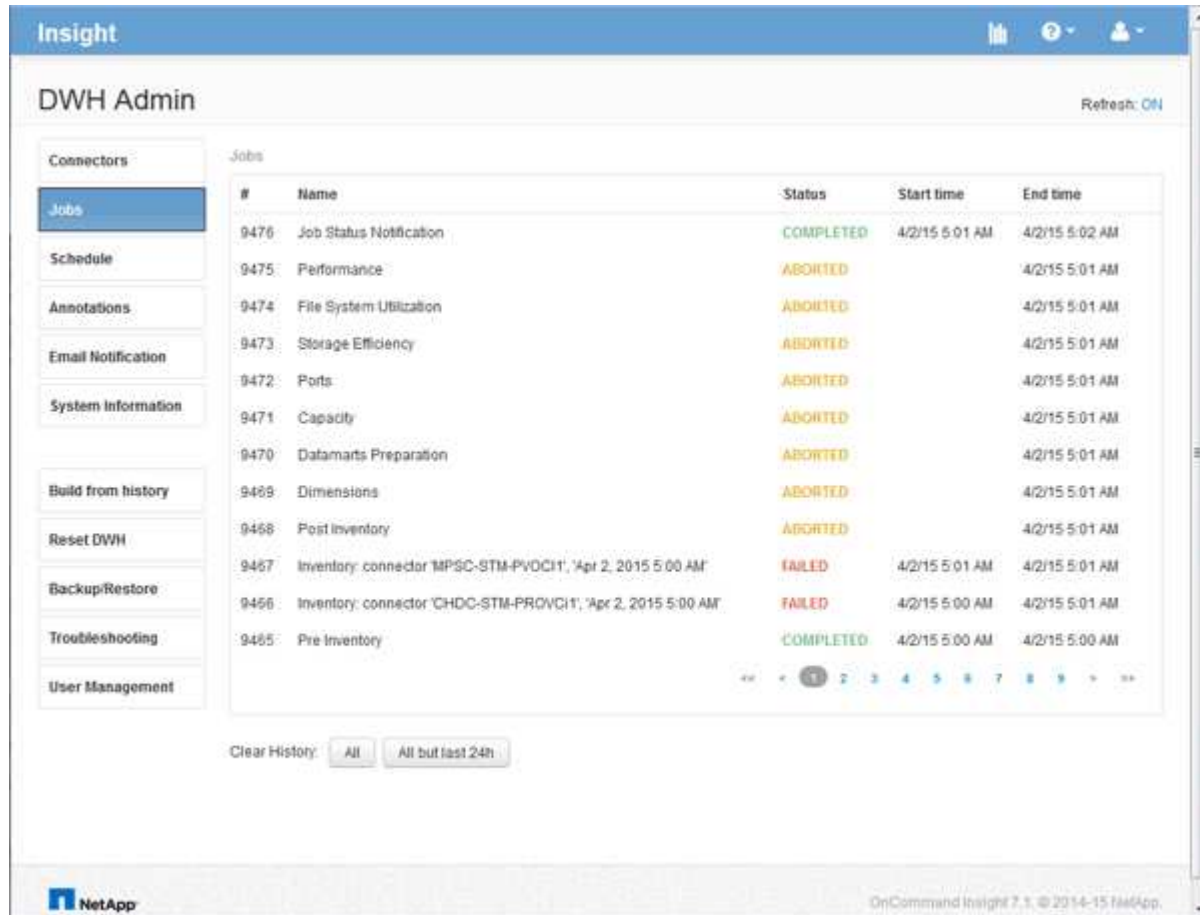 Insight
DWH Admin
Refresh: ON
Connectors
Jobs
Schedule
Annotations
Email Notification
System Information
Build from history
Reset DWH
Backup/Restore
Troubleshooting
User Management
Jobs
# Name Status Start time End time
9476 Job Status Notification COMPLETED 4/2/15 5:01 AM 4/2/15 5:02 AM
9475 Performance ABORTED 4/2/15 5:01 AM
9474 File System Utilization ABORTED 4/2/15 5:01 AM
9473 Storage Efficiency ABORTED 4/2/15 5:01 AM
9472 Ports ABORTED 4/2/15 5:01 AM
9471 Capacity ABORTED 4/2/15 5:01 AM
9470 Datamarts Preparation ABORTED 4/2/15 5:01 AM
9469 Dimensions ABORTED 4/2/15 5:01 AM
9468 Post Inventory ABORTED 4/2/15 5:01 AM
9467 Inventory: connector 'MPSC-STM-PVOCI1', 'Apr 2, 2015 5:00 AM' FAILED 4/2/15 5:01 AM 4/2/15 5:01 AM
9466 Inventory: connector 'CHDC-STM-PROVCi1', 'Apr 2, 2015 5:00 AM' FAILED 4/2/15 5:00 AM 4/2/15 5:01 AM
9465 Pre Inventory COMPLETED 4/2/15 5:00 AM 4/2/15 5:00 AM
<< < 1 2 3 4 5 6 7 8 9 > >>
Clear History: All All but last 24h
NetApp
OnCommand Insight 7.1, © 2014-15 NetApp.